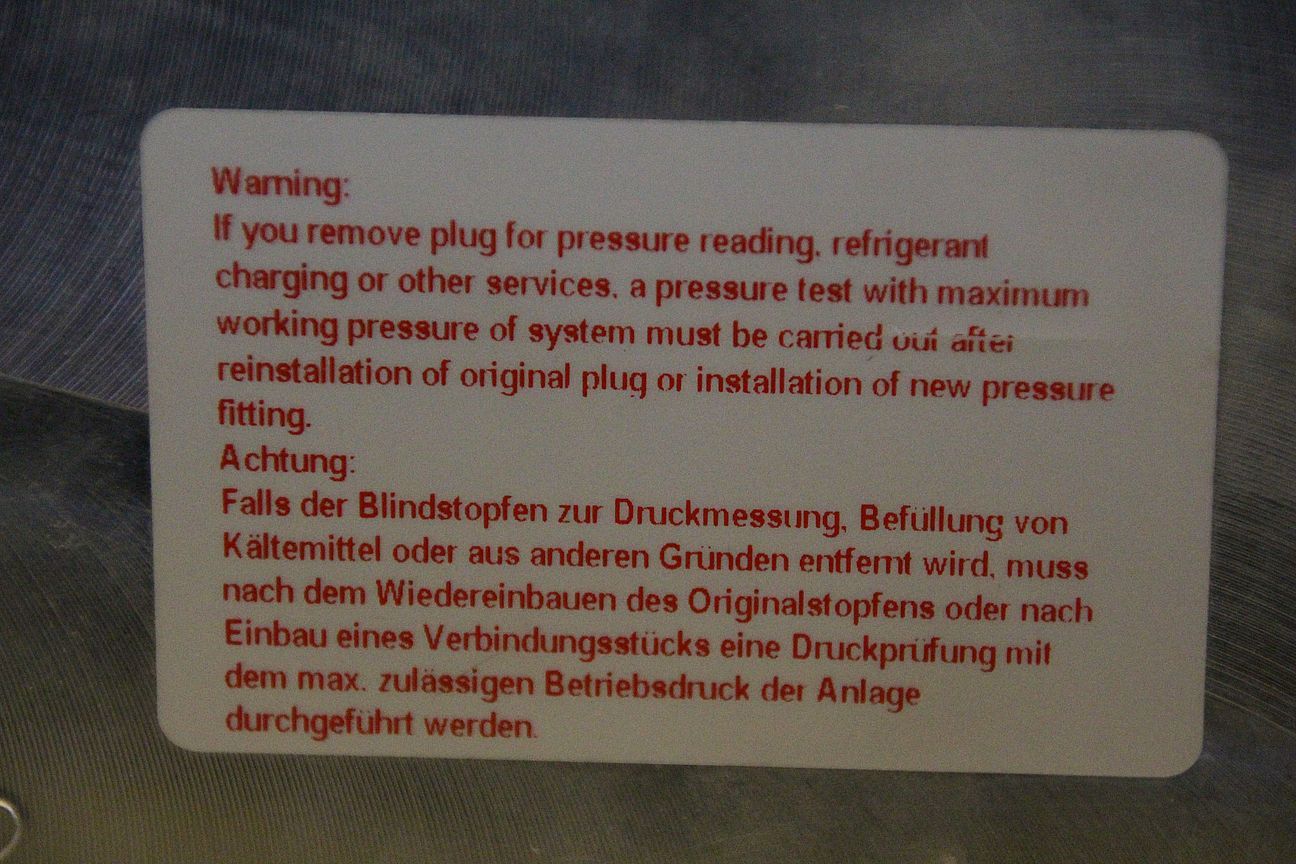 Warning:
If you remove plug for pressure reading, refrigerant
charging or other services, a pressure test with maximum
working pressure of system must be carried out after
reinstallation of original plug or installation of new pressure
fitting.
Achtung:
Falls der Blindstopfen zur Druckmessung, Befüllung von
Kältemittel oder aus anderen Gründen entfernt wird, muss
nach dem Wiedereinbauen des Originalstopfens oder nach
Einbau eines Verbindungsstücks eine Druckprüfung mit
dem max. zulässigen Betriebsdruck der Anlage
durchgeführt werden.